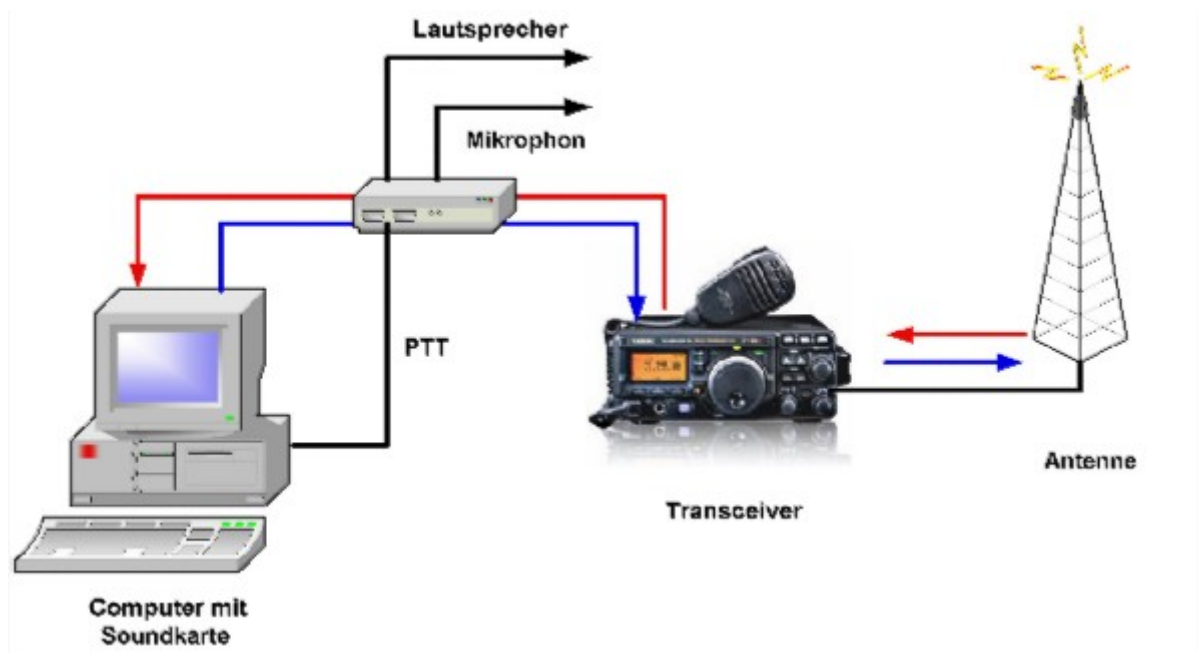 Lautsprecher
Mikrophon
PTT
Antenne
Transceiver
Computer mit
Soundkarte